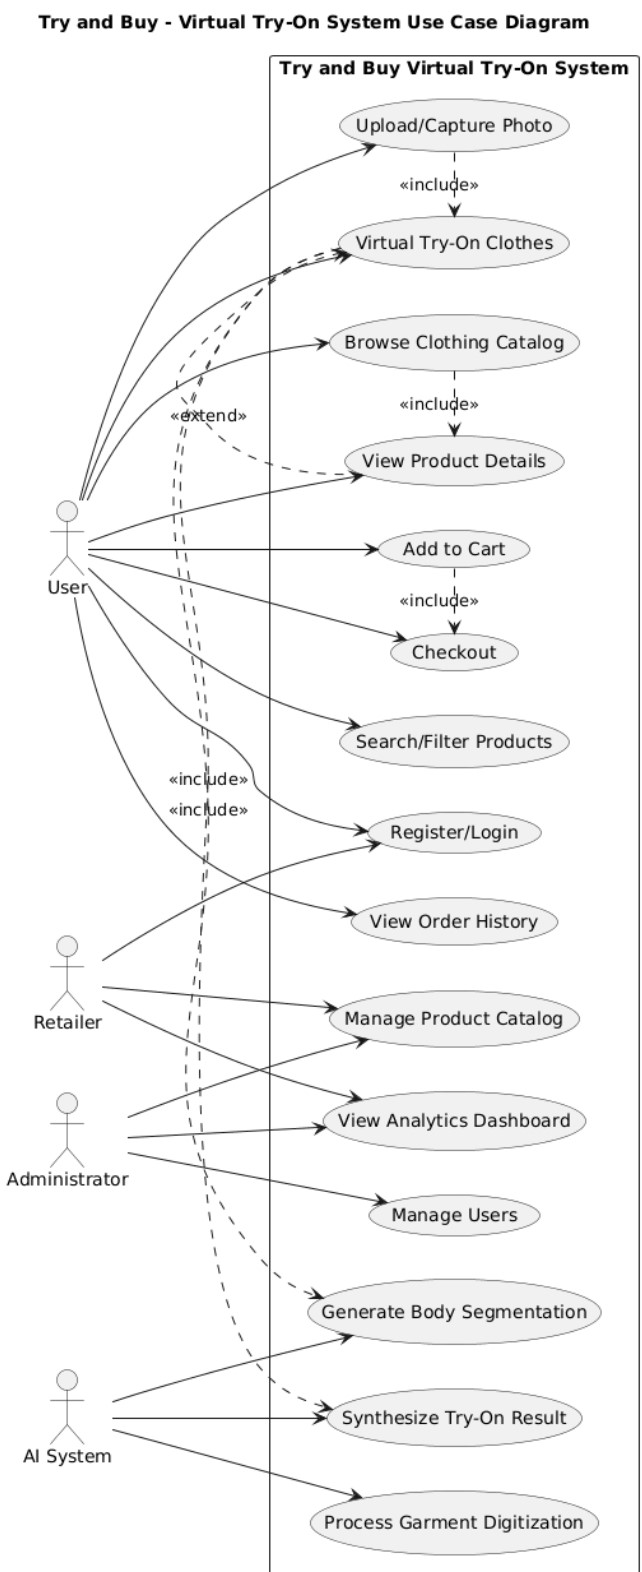 Try and Buy - Virtual Try-On System Use Case Diagram
Try and Buy Virtual Try-On System
Upload/Capture Photo
«include»
Virtual Try-On Clothes
Browse Clothing Catalog
«include»
«extend»
View Product Details
User
Add to Cart
«include»
Checkout
Search/Filter Products
«include»
«include»
Register/Login
View Order History
Retailer
Manage Product Catalog
View Analytics Dashboard
Administrator
Manage Users
Generate Body Segmentation
AI System
Synthesize Try-On Result
Process Garment Digitization